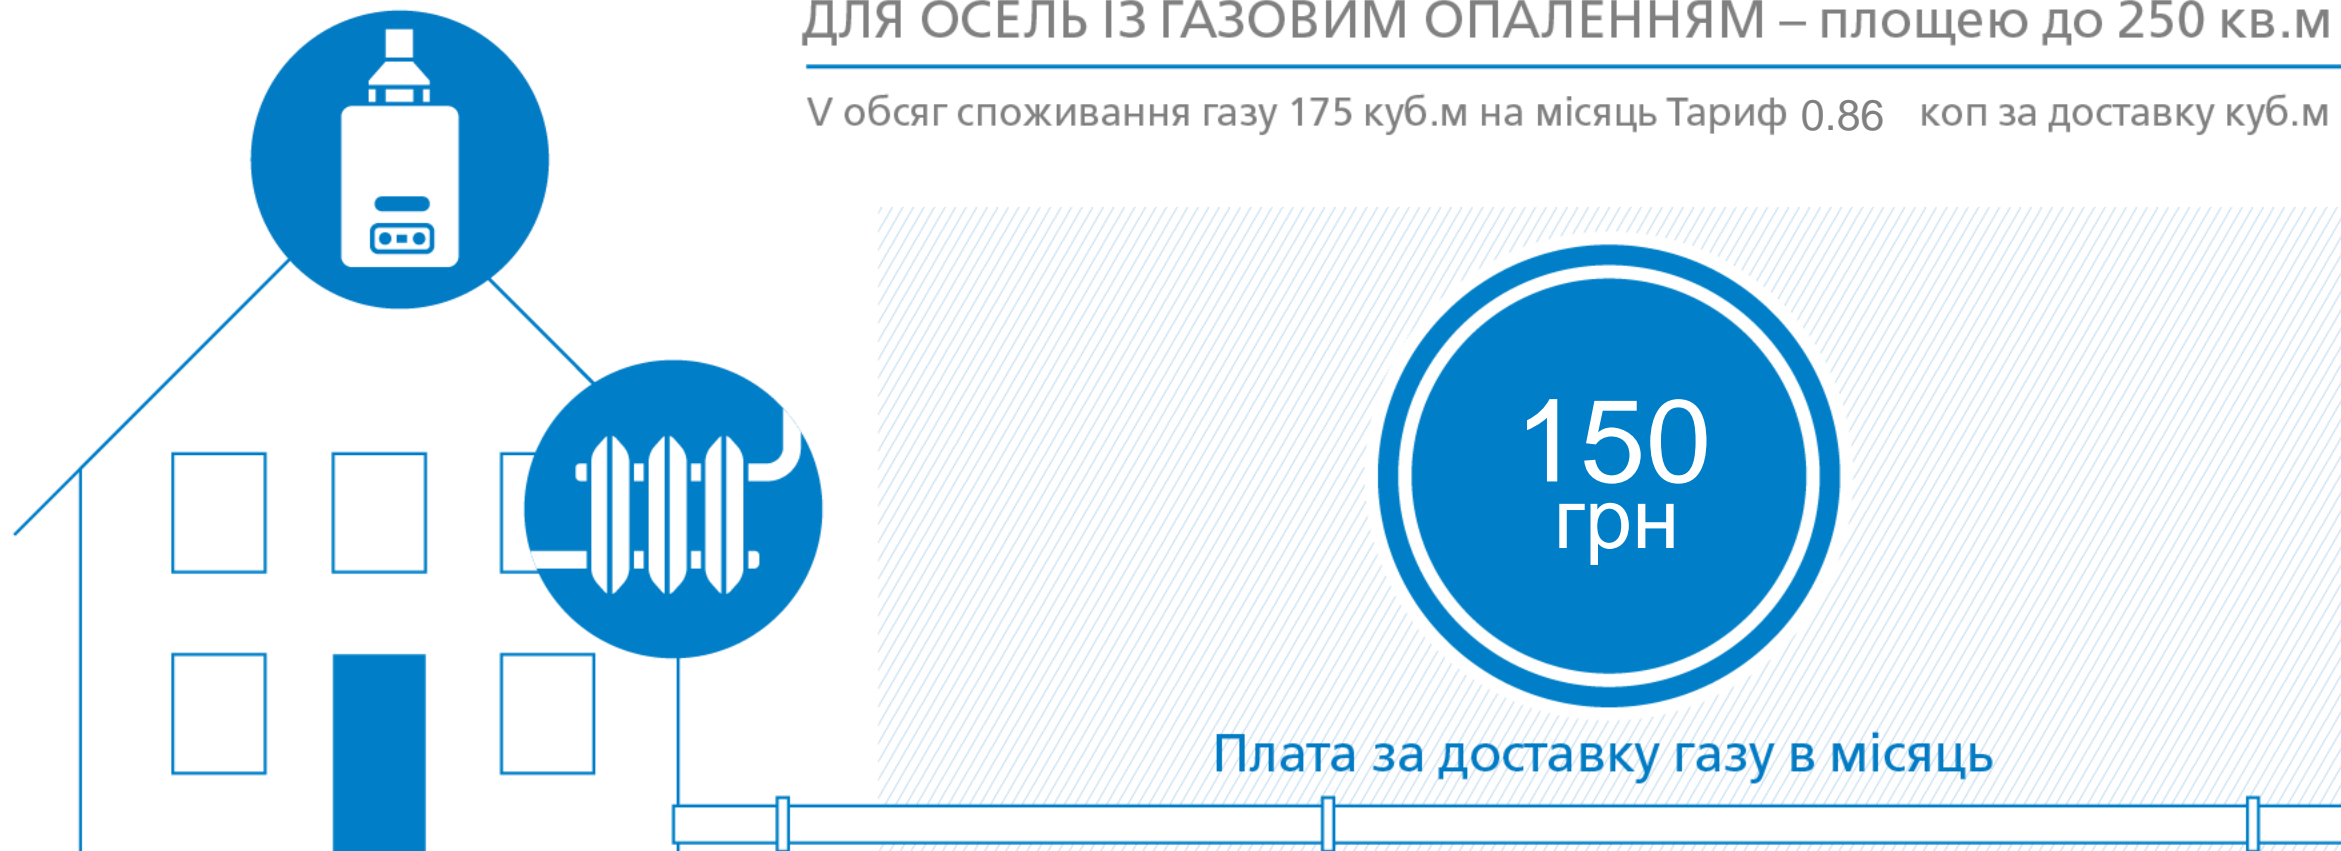 ДЛЯ ОСЕЛЬ ІЗ ГАЗОВИМ ОПАЛЕННЯМ – площею до 250 кв.м
V обсяг споживання газу 175 куб.м на місяць Тариф 0.86 коп за доставку куб.м
150
грн
Плата за доставку газу в місяць